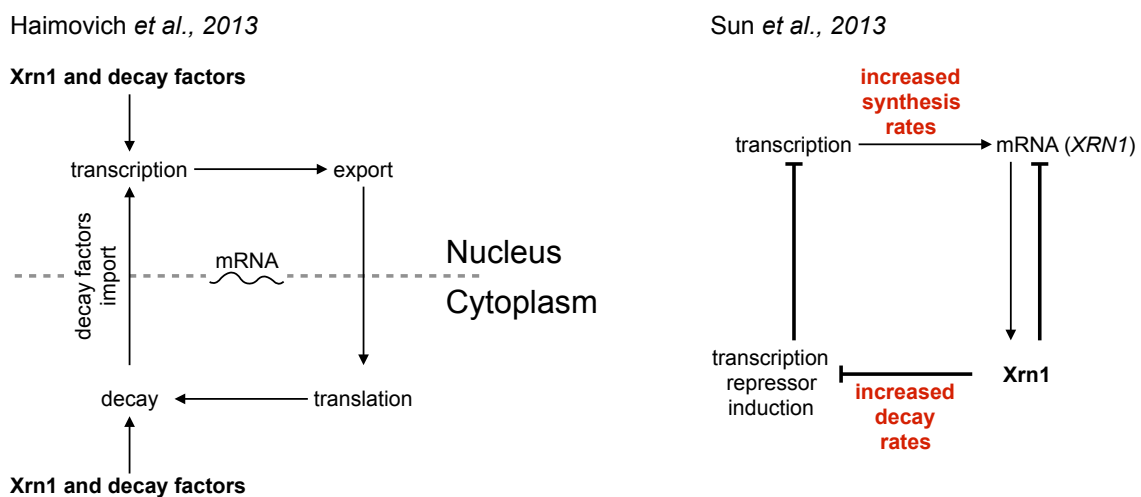 Haimovich et al., 2013
Xrn1 and decay factors
transcription
export
decay factors
import
mRNA
Nucleus
Cytoplasm
decay
translation
Xrn1 and decay factors
Sun et al., 2013
increased
synthesis
rates
transcription
mRNA (XRN1)
transcription
repressor
induction
Xrn1
increased
decay
rates